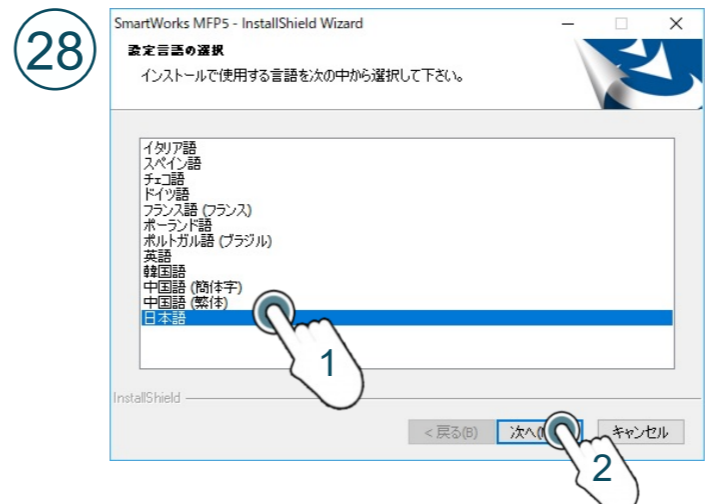 28
SmartWorks MFP5 - InstallShield Wizard
設定言語の選択
インストールで使用する言語を次の中から選択して下さい。
イタリア語
スペイン語
チェコ語
ドイツ語
フランス語 (フランス)
ポーランド語
ポルトガル語 (ブラジル)
英語
韓国語
中国語 (簡体字)
中国語 (繁体)
日本語
1
InstallShield
< 戻る(B) 次へ( キャンセル
2